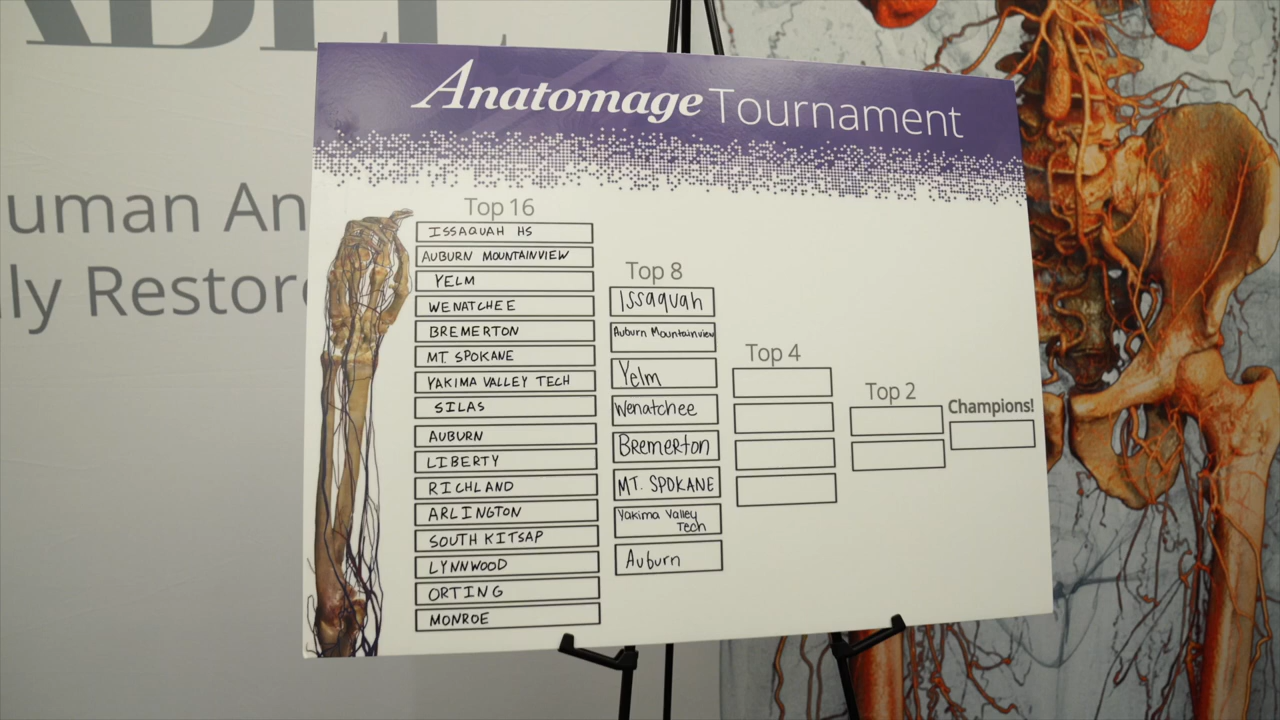 uman An
lly Restor
Anatomage Tournament
Top 16
ISSAQUAH HS
AUBURN MOUNTAINVIEW
YELM
WENATCHEE
BREMERTON
MT. SPOKANE
YAKIMA VALLEY TECH
SILAS
AUBURN
LIBERTY
RICHLAND
ARLINGTON
SOUTH KITSAP
LYNNWOOD
ORTING
MONROE
Top 8
Issaquah
Auburn Mountainview
Yelm
Wenatchee
Bremerton
MT. SPOKANE
Yakima Valley
Tech
Auburn
Top 4
Top 2
Champions!